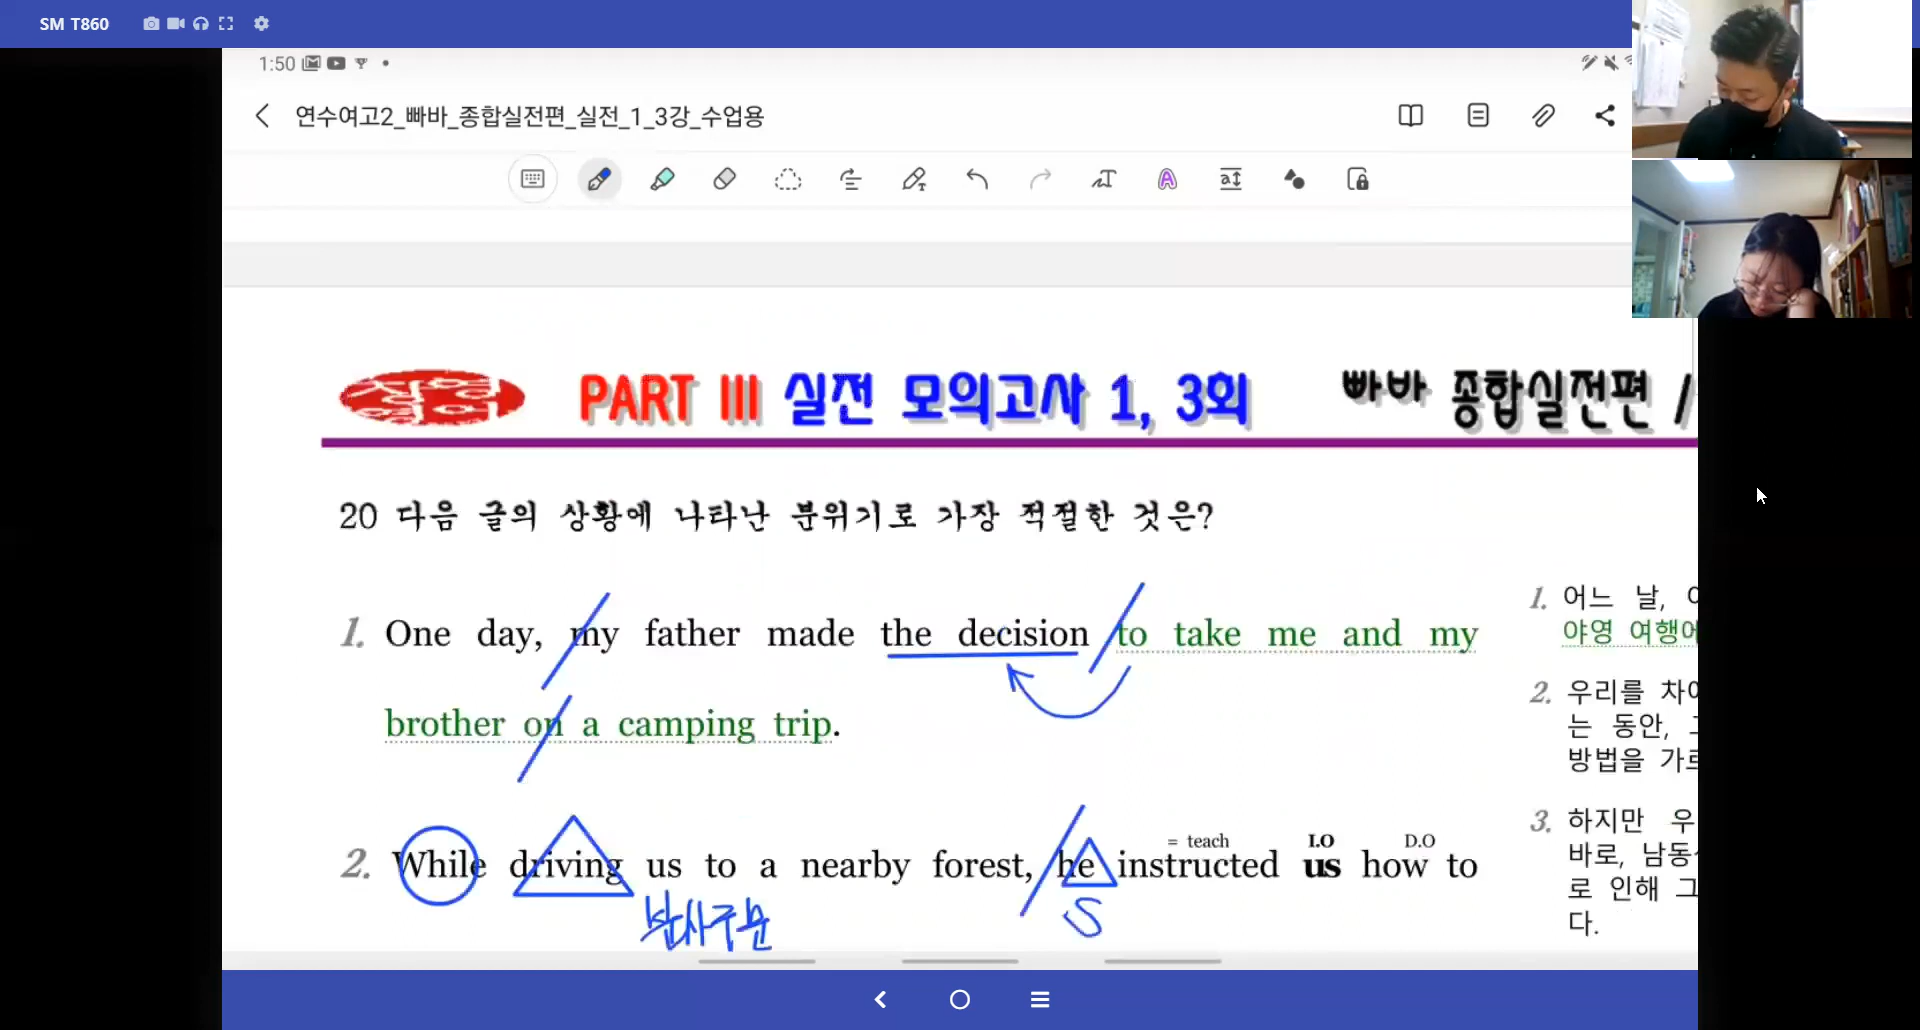 SM T860
1:50
연수여고2_빠바_종합실전편_실전_1_3강_수업용
PART III 실전 모의고사 1, 3회 빠바 종합실전편 /
20 다음 글의 상황에 나타난 분위기로 가장 적절한 것은?
1. One day, my father made the decision to take me and my
brother on a camping trip.
= teach I.O D.O
2. While driving us to a nearby forest, he instructed us how to
분사구문 S
1. 어느 날,
야영 여행에
2. 우리를 차에
는 동안, 그
방법을 가르
3. 하지만 우
바로, 남동
로 인해 그
다.